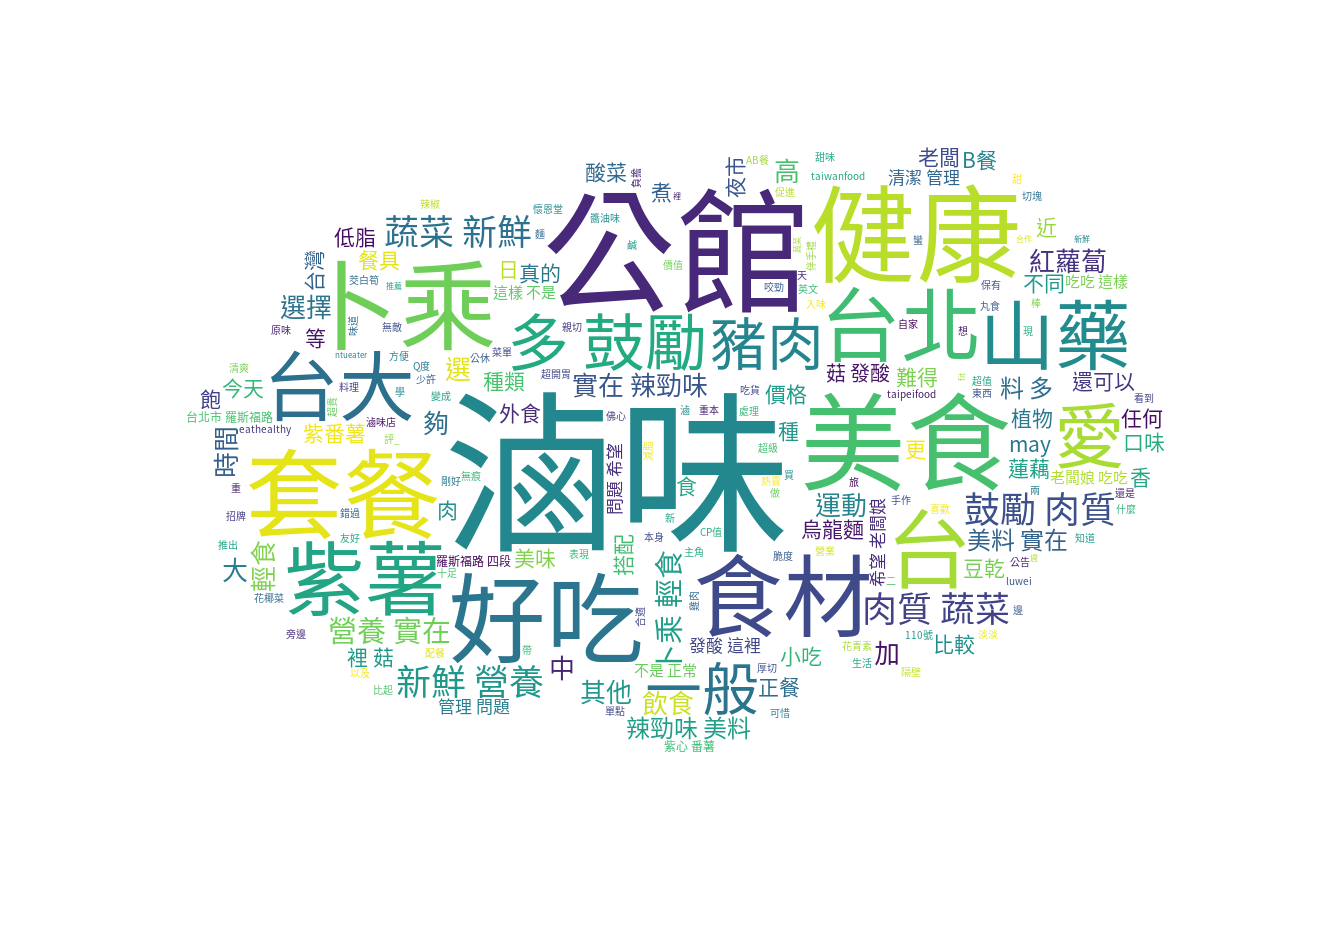 老闆 B餐
AB餐
甜味
酸菜
煮
夜市
高
taiwanfood
清潔 管理
甜
促進
切塊
裡
辣椒
懷恩堂
公館
健康
醬油味
蔬菜 新鮮
低脂
麵
近
鹹
蠻
合作
新鮮
台灣
餐具
卜乘
日
真的
價值
伴手禮
紅蘿蔔
茭白筍
推薦
這樣 不是
咬勁
天
英文
保有
不同
吃吃 這樣
選擇
入味
丸食
棒
原味
等
無敵
多
鼓勵
親切
豬肉
台北
自家
想
現
山藥
ntueater
方便
公休
菜單
清爽
台大
Q度
選
超開胃
實在 辣勁味
菇 發酸
難得
超值
還可以
今天
料理
學
少許
種類
吃貨
價格
taipeifood
東西
料 多
看到
飽
變成
滷
重本
處理
台北市 羅斯福路
滷味店
夠
外食
佛心
美食
植物
愛
任何
eathealthy
紫番薯
評_
滷味
種
更
may
口味
時間
超級
無痕
剛好
問題 希望
蓮藕
老闆娘 吃吃
香
套餐
食
買
旅
重
肉
做
運動
手作
兩
還是
招牌
錯過
新
烏龍麵
喜歡
鼓勵 肉質
什麼
友好
本身
CP值
希望 老闆娘
台
美料 實在
知道
推出
輕食
紫薯
羅斯福路 四段
美味
表現
搭配
主角
脆度
營業
豆乾
公告
大
十足
卜乘 輕食
食材
二
luwei
花椰菜
好吃
雞肉
肉質 蔬菜
邊
旁邊
營養 實在
合適
110號
淡淡
配餐
帶
發酸 這裡
花青素
比較
裡 菇
小吃
生活
加
以及
新鮮 營養
中
不是 正常
厚切
隔壁
比起
其他
一般
正餐
管理 問題
單點
飲食
可惜
辣勁味 美料
紫心 番薯